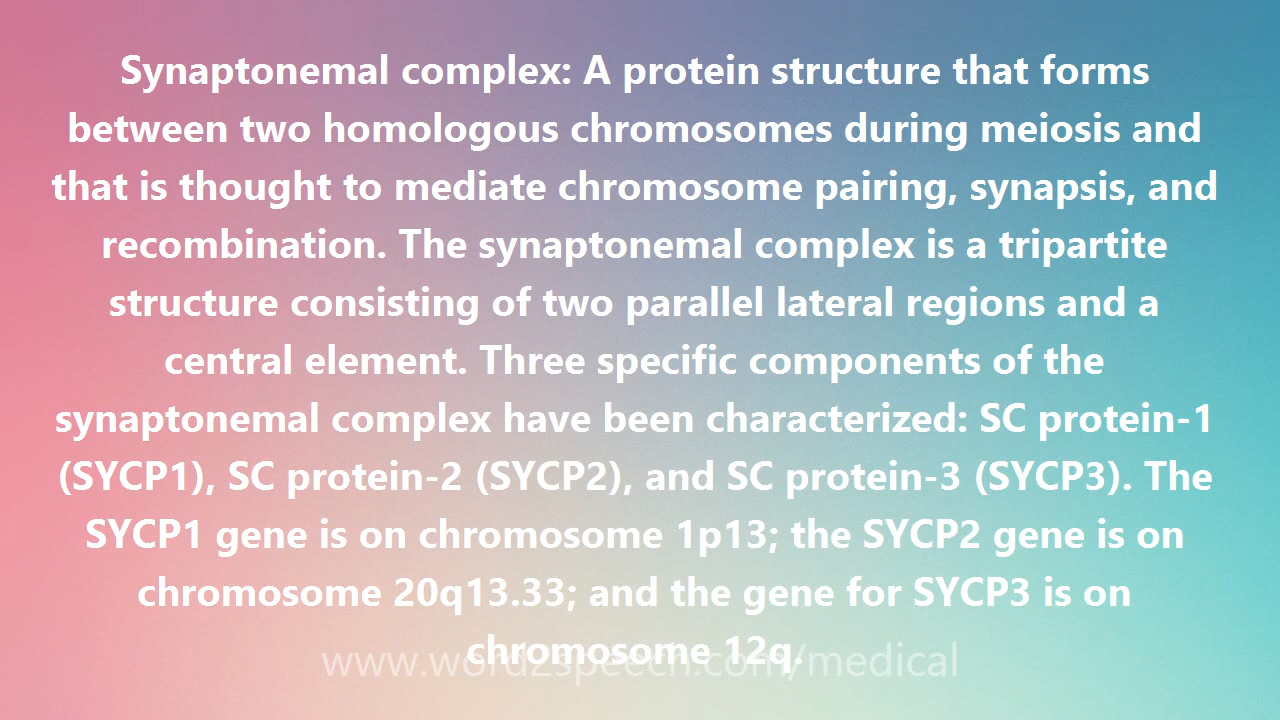 Synaptonemal complex: A protein structure that forms
between two homologous chromosomes during meiosis and
that is thought to mediate chromosome pairing, synapsis, and
recombination. The synaptonemal complex is a tripartite
structure consisting of two parallel lateral regions and a
central element. Three specific components of the
synaptonemal complex have been characterized: SC protein-1
(SYCP1), SC protein-2 (SYCP2), and SC protein-3 (SYCP3). The
SYCP1 gene is on chromosome 1p13; the SYCP2 gene is on
chromosome 20q13.33; and the gene for SYCP3 is on
chromosome 12q.
www.word2speech.com/medical